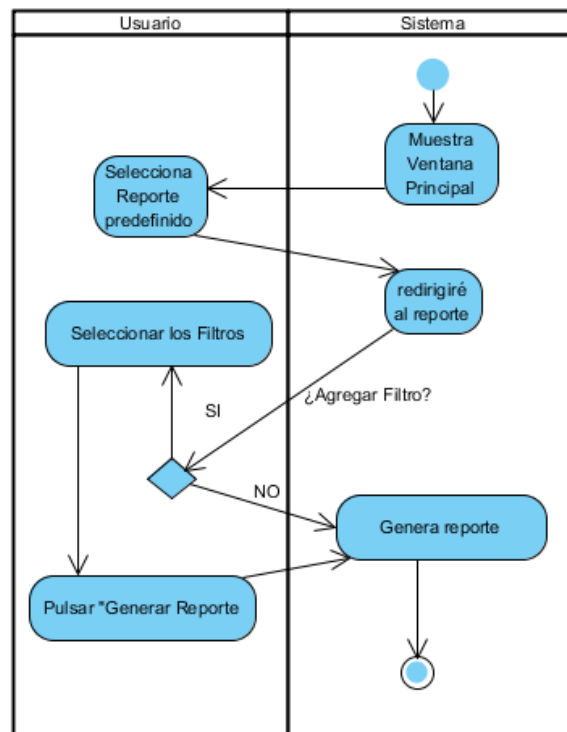 Usuario
Sistema
Muestra
Ventana
Principal
Selecciona
Reporte
predefinido
redirigiré
al reporte
Seleccionar los Filtros
¿Agregar Filtro?
SI
NO
Genera reporte
Pulsar "Generar Reporte